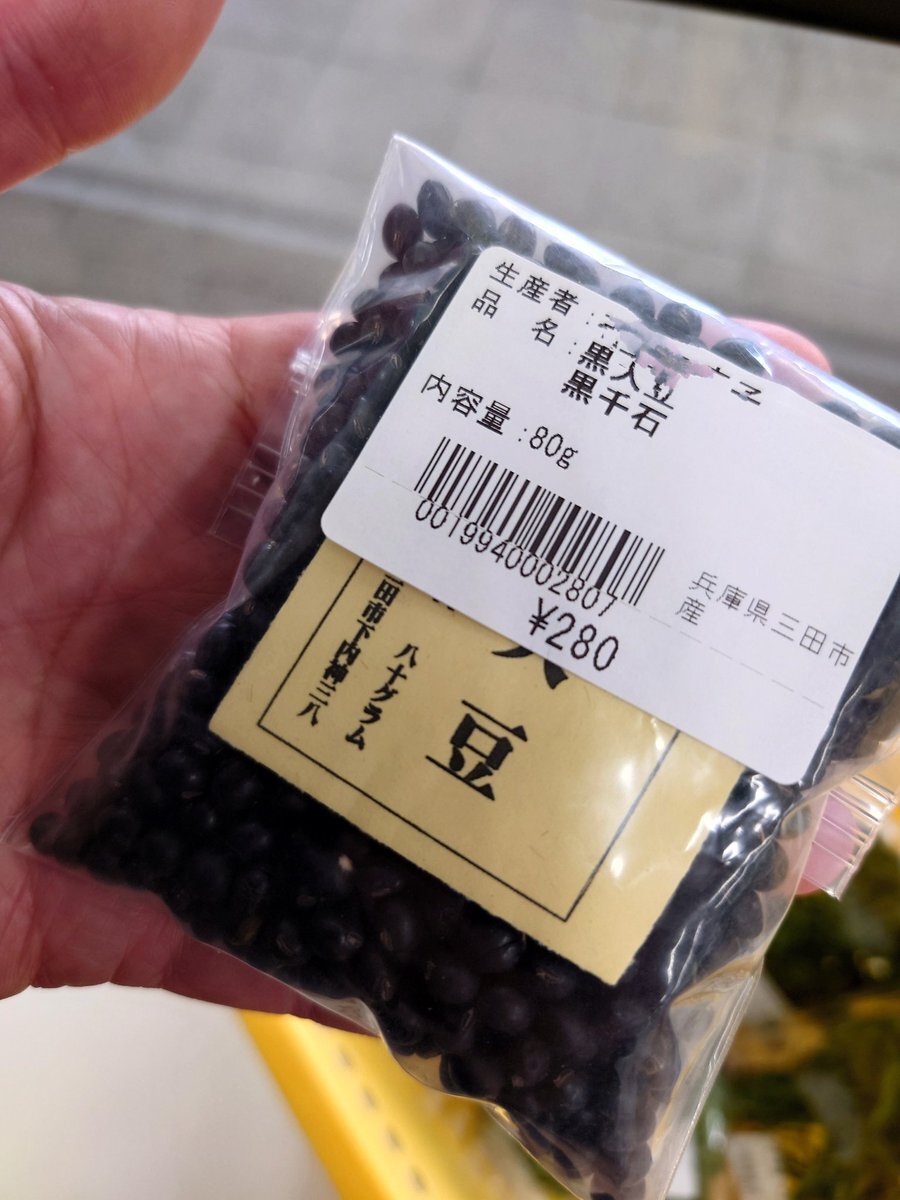 生産者:
品名:黒大豆
黒千石
内容量:80g
0019940002807
¥280
兵庫県三田市
産
豆
八十グラム
田市下内神三八